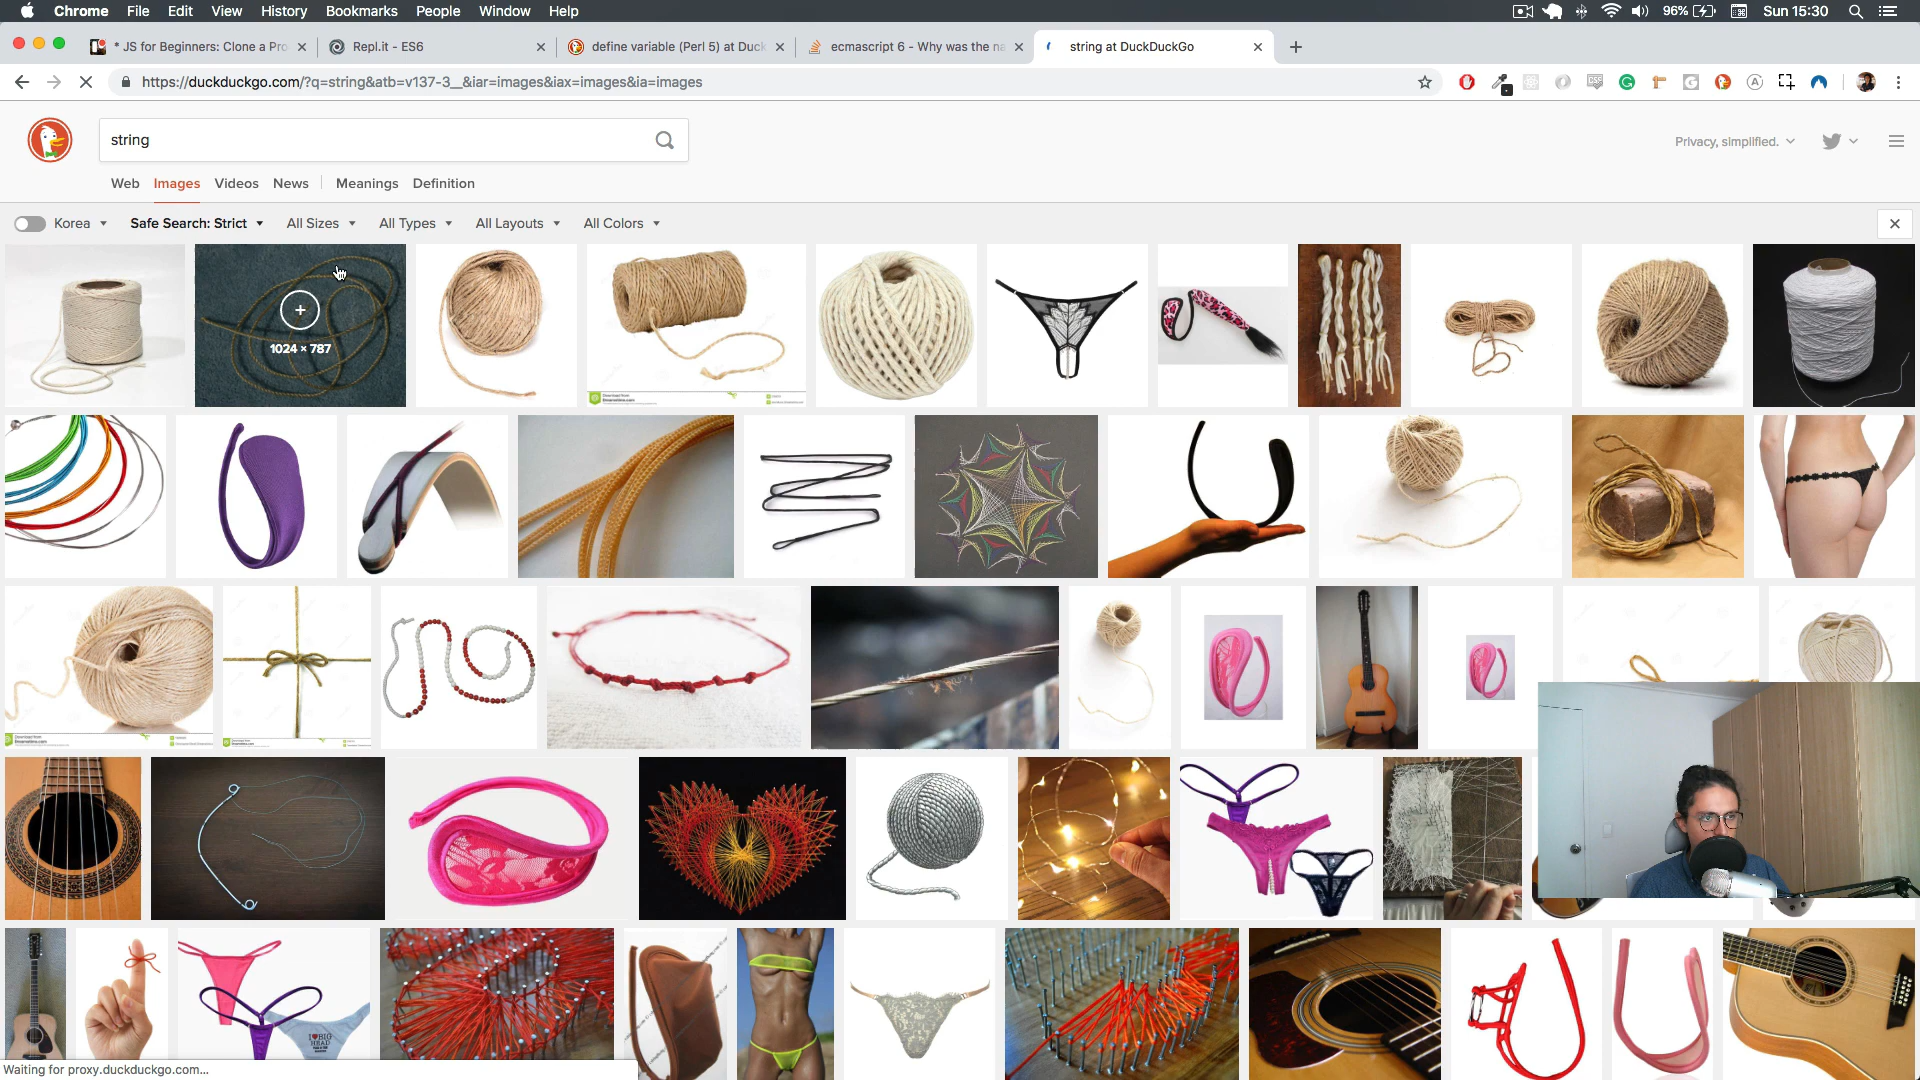 Chrome File Edit View History Bookmarks People Window Help 96% Sun 15:30
* JS for Beginners: Clone a Pro
Repl.it - ES6
define variable (Perl 5) at Duck
ecmascript 6 - Why was the na
string at DuckDuckGo
https://duckduckgo.com/?q=string&atb=v137-3__&iar=images&iax=images&ia=images
string
Privacy, simplified.
Web Images Videos News Meanings Definition
Korea Safe Search: Strict All Sizes All Types All Layouts All Colors
1024 × 787
I ♥ BIG
HEAD
Waiting for proxy.duckduckgo.com...